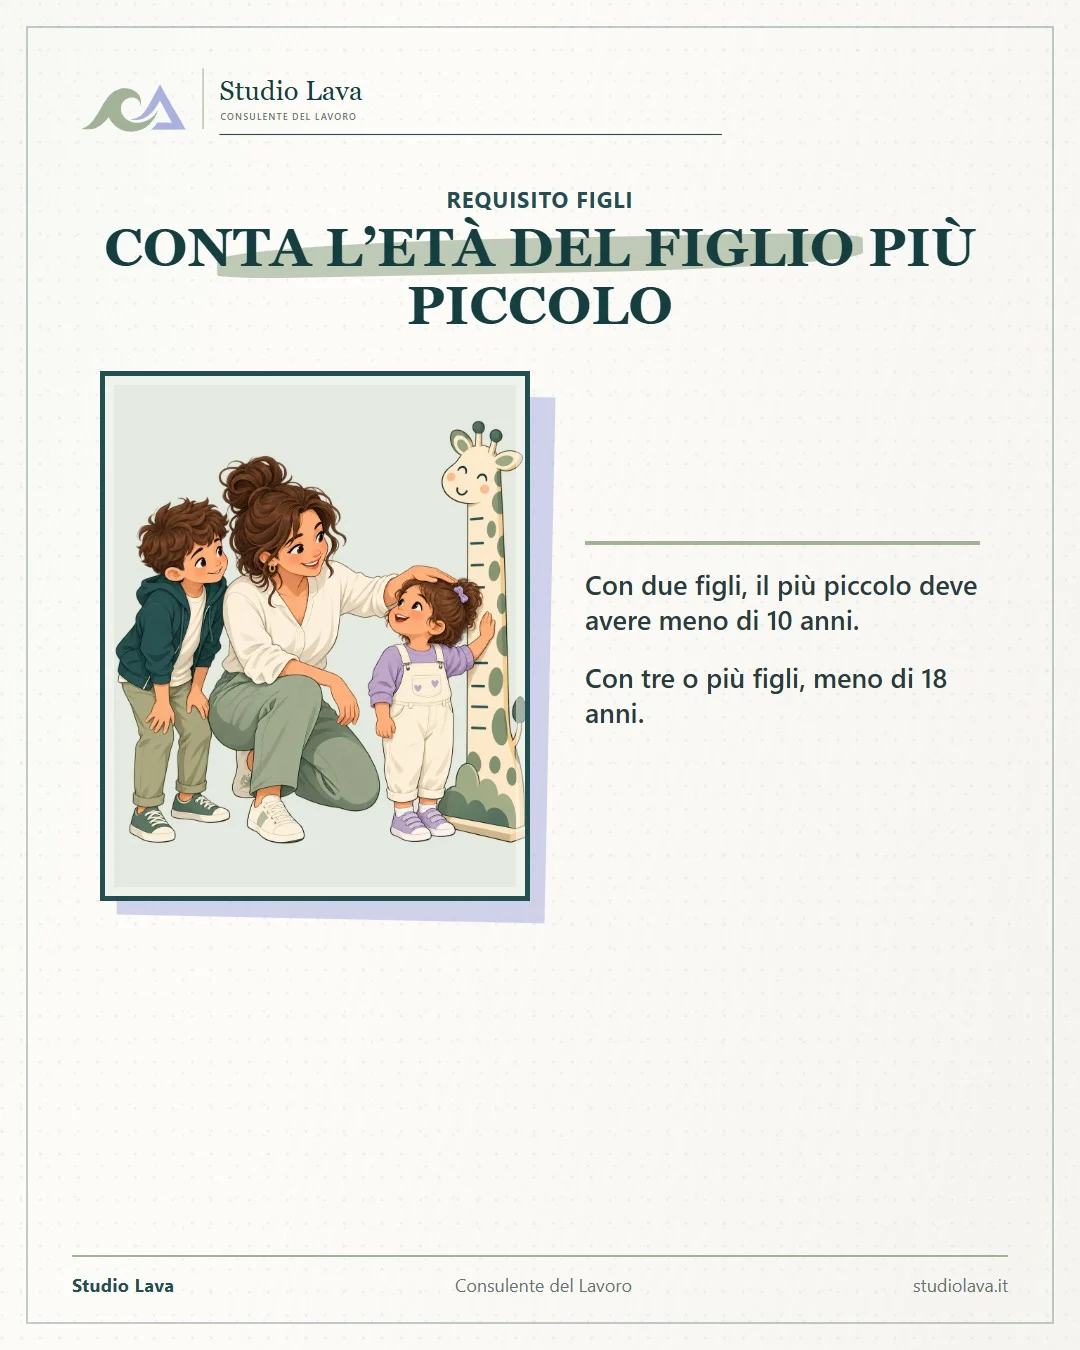 Studio Lava
CONSULENTE DEL LAVORO
REQUISITO FIGLI
CONTA L’ETÀ DEL FIGLIO PIÙ
PICCOLO
Con due figli, il più piccolo deve
avere meno di 10 anni.
Con tre o più figli, meno di 18
anni.
Studio Lava
Consulente del Lavoro
studiolava.it